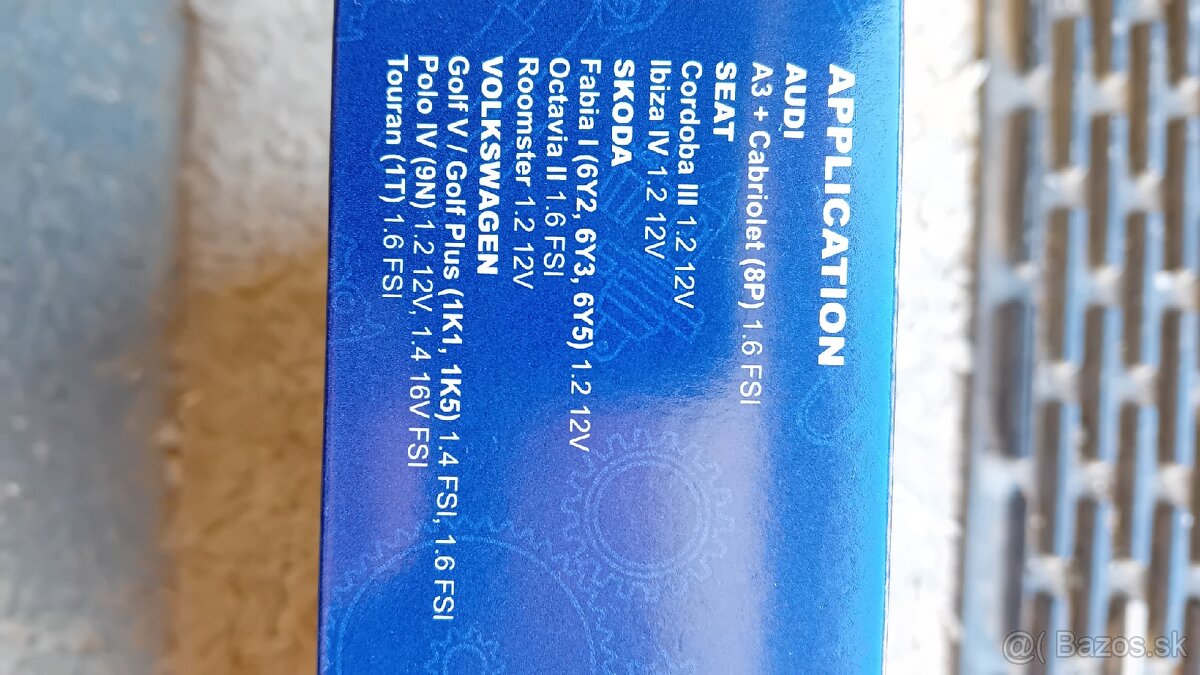 APPLICATION
AUDI
A3 + Cabriolet (8P) 1.6 FSI
SEAT
Cordoba III 1.2 12V
Ibiza IV 1.2 12V
SKODA
Fabia I (6Y2, 6Y3, 6Y5) 1.2 12V
Octavia II 1.6 FSI
Roomster 1.2 12V
VOLKSWAGEN
Golf V / Golf Plus (1K1, 1K5) 1.4 FSI, 1.6 FSI
Polo IV (9N) 1.2 12V, 1.4 16V FSI
Touran (1T) 1.6 FSI
@( Bazos.sk